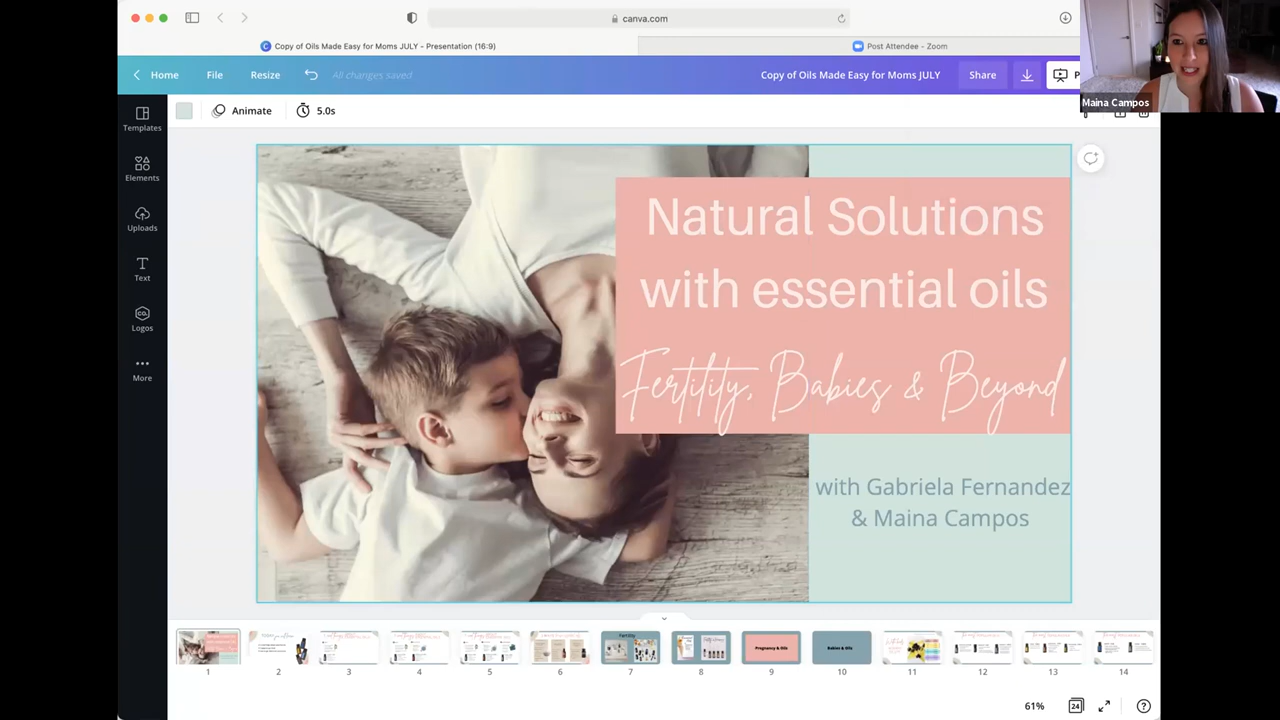 canva.com
Copy of Oils Made Easy for Moms JULY - Presentation (16:9)
Post Attendee - Zoom
Home
File
Resize
All changes saved
Copy of Oils Made Easy for Moms JULY
Share
P
Maina Campos
Templates
Animate
5.0s
Elements
Uploads
Text
Logos
More
Natural Solutions
with essential oils
Fertility, Babies & Beyond
with Gabriela Fernandez
& Maina Campos
Fertility
Pregnancy & Oils
Babies & Oils
1
2
3
4
5
6
7
8
9
10
11
12
13
14
61%
24